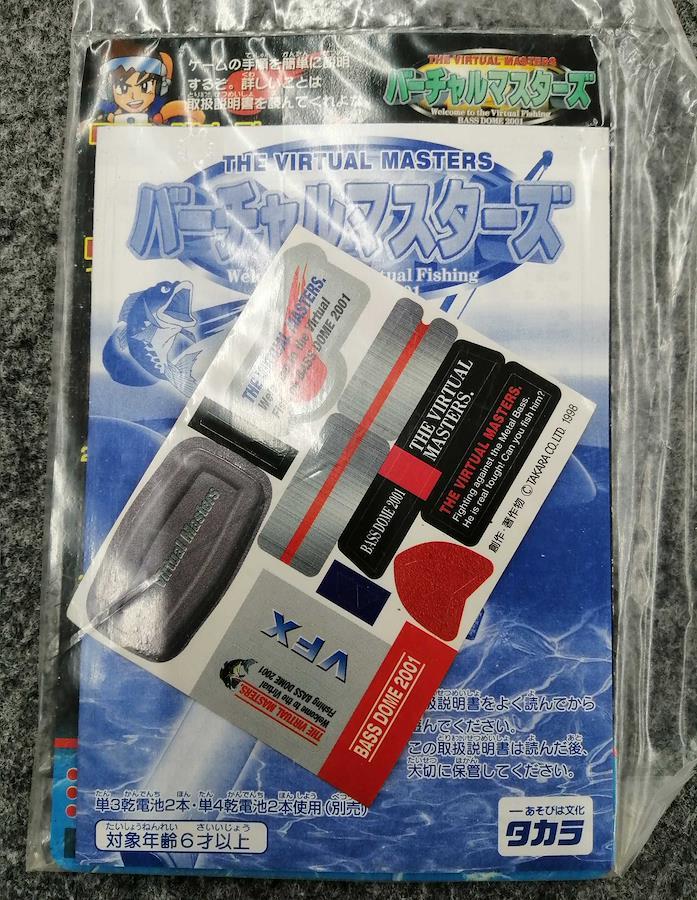 ゲームの手順を簡単に説明
するぞ。詳しいことは
取扱説明書を読んで
THE VIRTUAL MASTERS
バーチャルマスターズ
Welcome to the Virtual Fishing
BASS DOME 2001
THE VIRTUAL MASTERS
バーチャルマスターズ
Welcome
Virtual Fishing
THE VIRTUAL MASTERS.
Welcome to the Virtual
Fishing BASS DOME 2001
THE VIRTUAL
MASTERS.
BASS DOME 2001
THE VIRTUAL MASTERS.
Fighting against the Metal Bass.
He is real tough! Can you fish him?
創作・著作物 © TAKARA CO.,LTD. 1998
Virtual Masters
VFX
THE VIRTUAL MASTERS.
Welcome to the Virtual
Fishing BASS DOME 2001
BASS DOME 2001
扱説明書をよく読んでから
んでください。
この取扱説明書は読んだ後、
大切に保管してください。
単3乾電池2本・単4乾電池2本使用(別売)
対象年齢6才以上
あそびは文化
タカラ